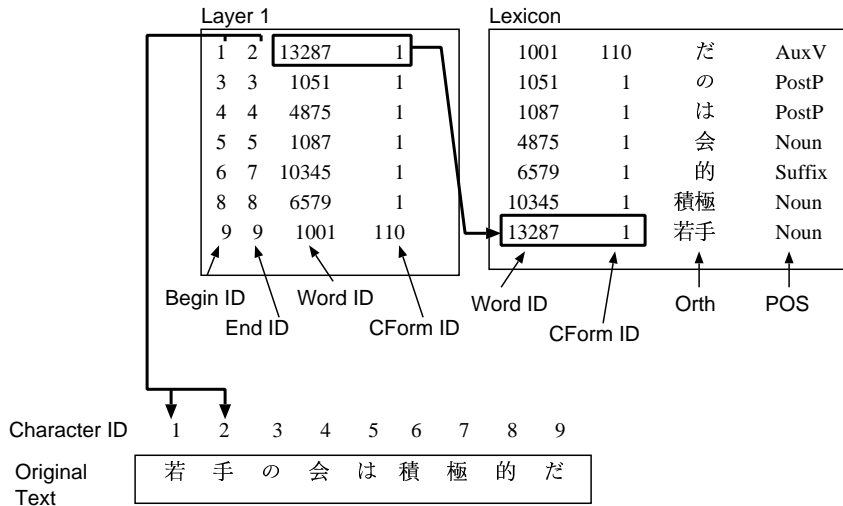 Layer 1
1 2 13287 1
3 3 1051 1
4 4 4875 1
5 5 1087 1
6 7 10345 1
8 8 6579 1
9 9 1001 110
Begin ID
End ID
Word ID
CForm ID
Lexicon
1001 110 だ AuxV
1051 1 の PostP
1087 1 は PostP
4875 1 会 Noun
6579 1 的 Suffix
10345 1 積極 Noun
13287 1 若手 Noun
Word ID
CForm ID
Orth
POS
Character ID 1 2 3 4 5 6 7 8 9
Original Text
若 手 の 会 は 積 極 的 だ